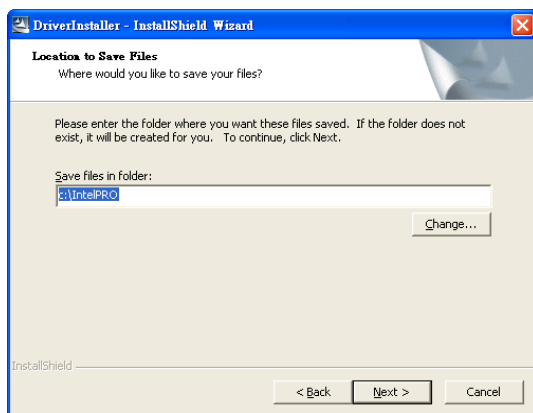 DriverInstaller - InstallShield Wizard
Location to Save Files
Where would you like to save your files?
Please enter the folder where you want these files saved. If the folder does not
exist, it will be created for you. To continue, click Next.
Save files in folder:
c:\IntelPRO
Change...
InstallShield
< Back
Next >
Cancel